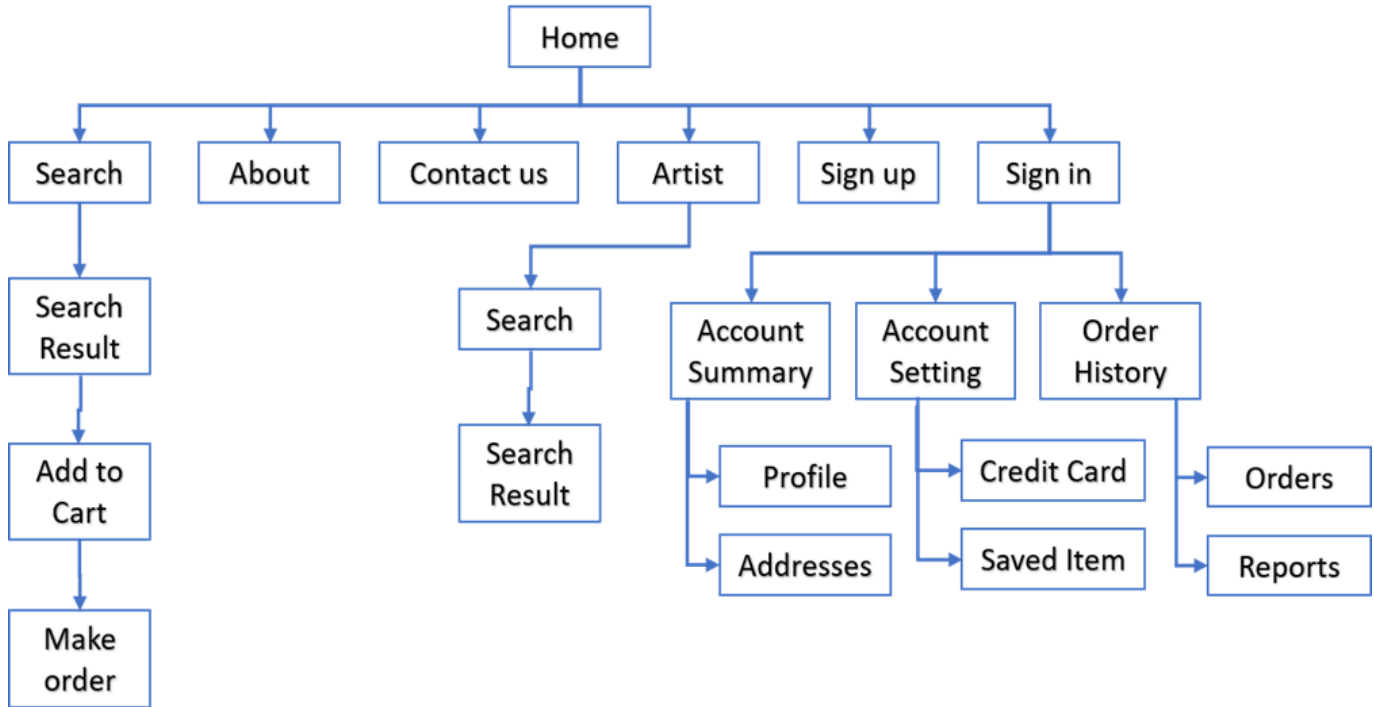 Home
Search
About
Contact us
Artist
Sign up
Sign in
Search
Result
Add to
Cart
Make
order
Search
Search
Result
Account
Summary
Profile
Addresses
Account
Setting
Credit Card
Saved Item
Order
History
Orders
Reports